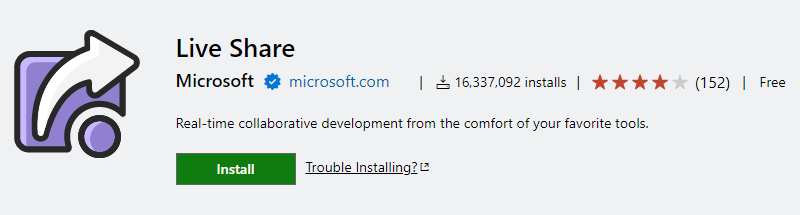 Live Share
Microsoft microsoft.com | 16,337,092 installs | (152) | Free
Real-time collaborative development from the comfort of your favorite tools.
Install Trouble Installing?